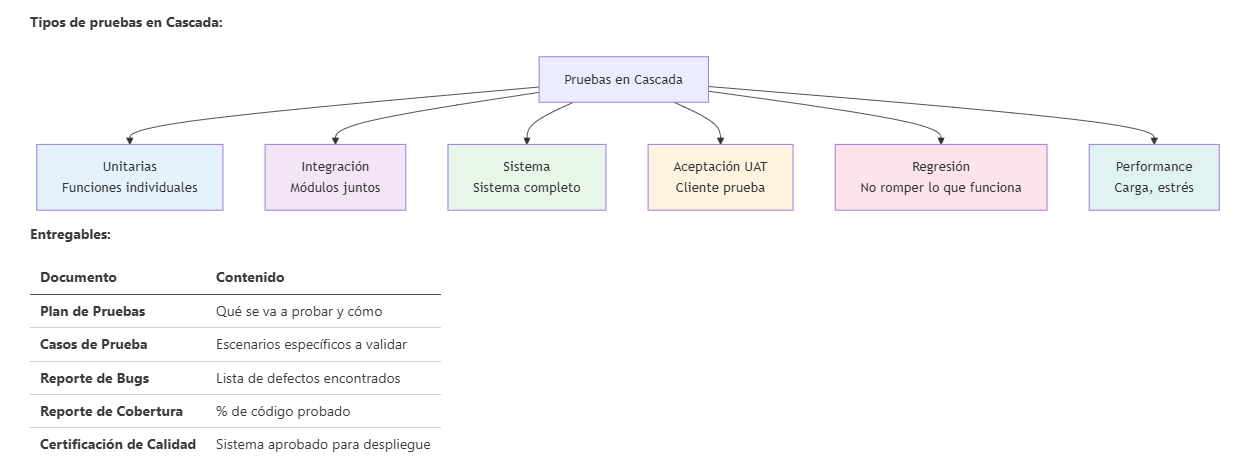 Tipos de pruebas en Cascada:
Pruebas en Cascada
Unitarias
Funciones individuales
Integración
Módulos juntos
Sistema
Sistema completo
Aceptación UAT
Cliente prueba
Regresión
No romper lo que funciona
Performance
Carga, estrés
Entregables:
Documento Contenido
Plan de Pruebas Qué se va a probar y cómo
Casos de Prueba Escenarios específicos a validar
Reporte de Bugs Lista de defectos encontrados
Reporte de Cobertura % de código probado
Certificación de Calidad Sistema aprobado para despliegue